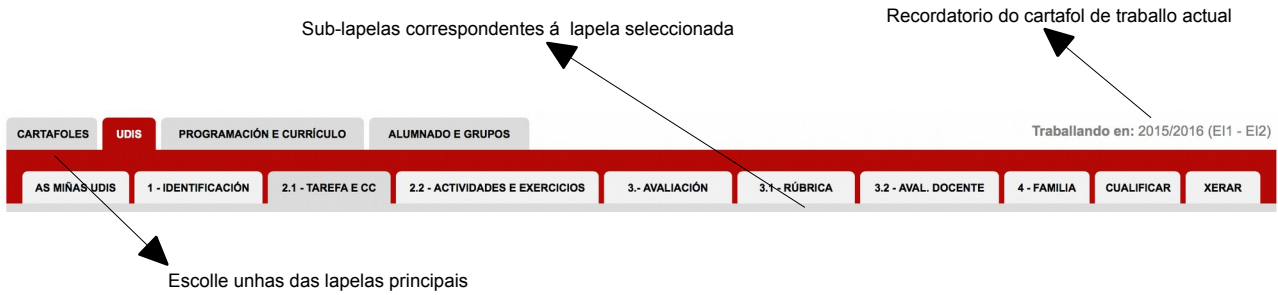 Recordatorio do cartafol de traballo actual
Sub-lapelas correspondentes á lapela seleccionada
CARTAFOLES UDIS PROGRAMACIÓN E CURRÍCULO ALUMNADO E GRUPOS Traballando en: 2015/2016 (EI1 - EI2)
AS MIÑAS UDIS 1 - IDENTIFICACIÓN 2.1 - TAREFA E CC 2.2 - ACTIVIDADES E EXERCICIOS 3.- AVALIACIÓN 3.1 - RÚBRICA 3.2 - AVAL. DOCENTE 4 - FAMILIA CUALIFICAR XERAR
Escolle unhas das lapelas principais